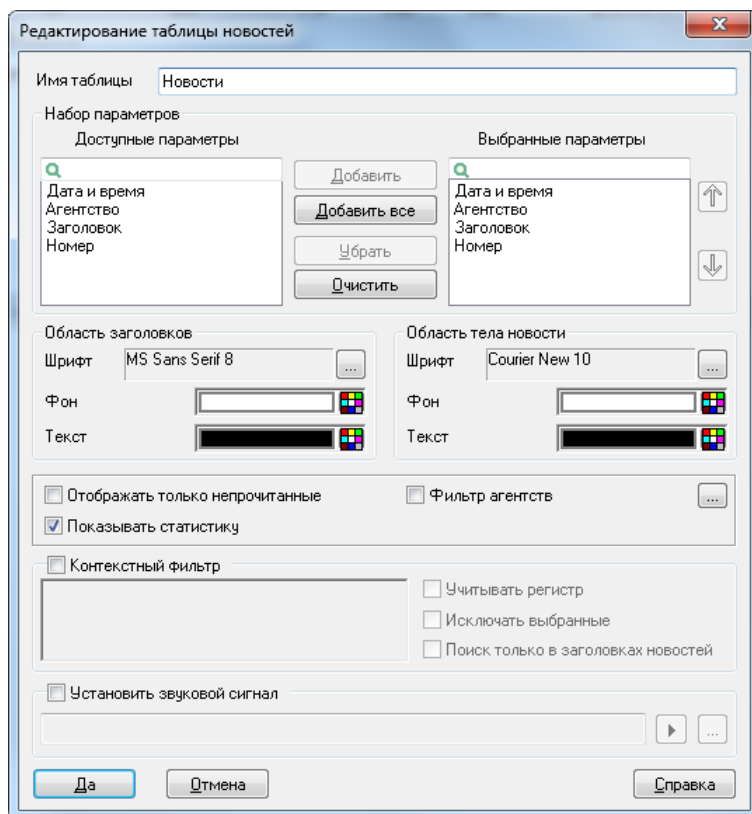 Редактирование таблицы новостей
Имя таблицы Новости
Набор параметров
Доступные параметры Выбранные параметры
Добавить
Дата и время Дата и время
Агентство Добавить все Агентство
Заголовок Заголовок
Номер Убрать Номер
Очистить
Область заголовков Область тела новости
Шрифт MS Sans Serif 8 ... Шрифт Courier New 10 ...
Фон Фон
Текст Текст
Отображать только непрочитанные Фильтр агентств ...
Показывать статистику
Контекстный фильтр
Учитывать регистр
Исключать выбранные
Поиск только в заголовках новостей
Установить звуковой сигнал
...
Да Отмена Справка